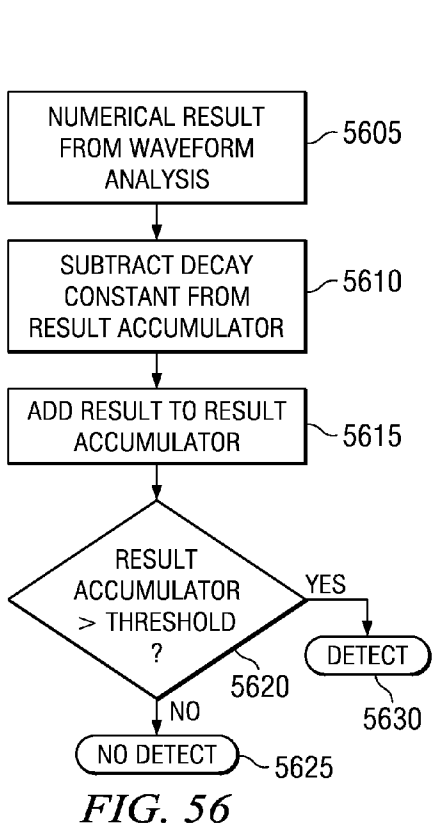 NUMERICAL RESULT
FROM WAVEFORM
ANALYSIS
5605
SUBTRACT DECAY
CONSTANT FROM
RESULT ACCUMULATOR
5610
ADD RESULT TO RESULT
ACCUMULATOR
5615
RESULT
ACCUMULATOR
> THRESHOLD
?
YES
5620
DETECT
5630
NO
NO DETECT
5625
FIG. 56